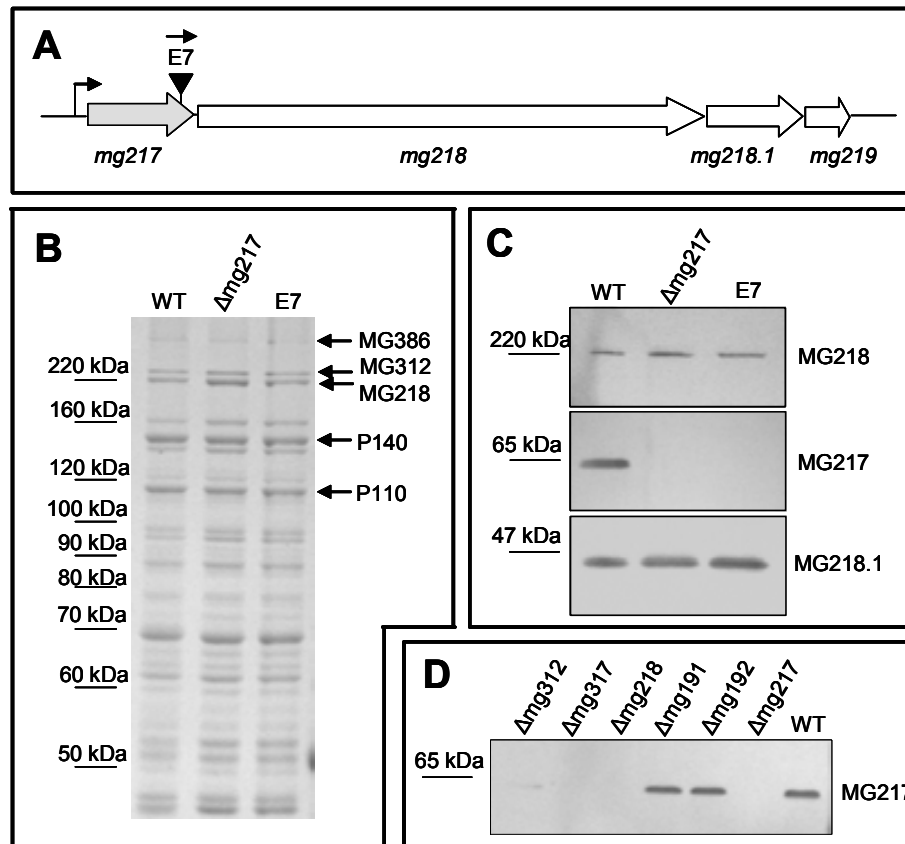 A
E7
mg217 mg218 mg218.1 mg219
B
WT Δmg217 E7
MG386
220 kDa
MG312
MG218
160 kDa
P140
120 kDa
P110
100 kDa
90 kDa
80 kDa
70 kDa
60 kDa
50 kDa
C
WT Δmg217 E7
220 kDa MG218
65 kDa MG217
47 kDa MG218.1
D
Δmg312 Δmg317 Δmg218 Δmg191 Δmg192 Δmg217 WT
65 kDa MG217